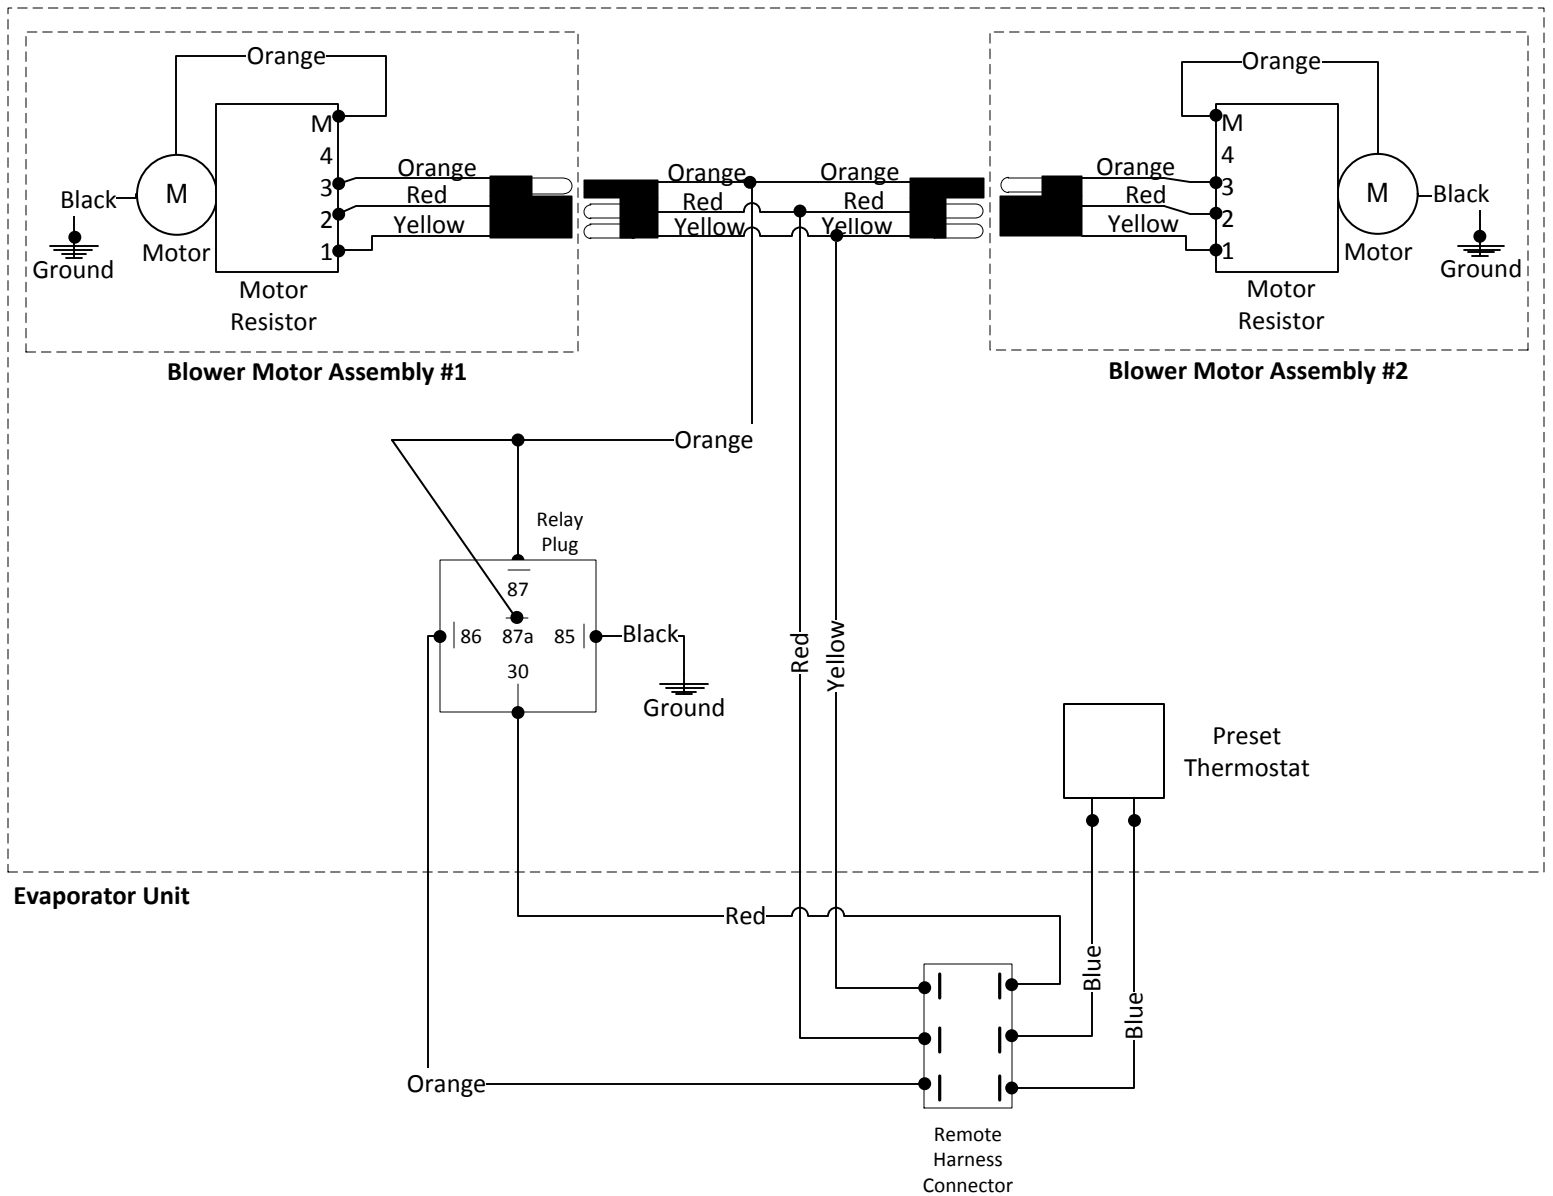 Orange
Orange
M
M
4
4
Orange
Orange
Orange
Orange
3
3
Black
M
Red
Red
Red
Red
M
Black
2
2
Yellow
Yellow
Yellow
Yellow
1
1
Motor
Motor
Ground
Ground
Motor
Resistor
Motor
Resistor
Blower Motor Assembly #1
Blower Motor Assembly #2
Orange
Relay
Plug
87
86
87a
85
Black
30
Ground
Red
Yellow
Preset
Thermostat
Evaporator Unit
Red
Blue
Blue
Orange
Remote
Harness
Connector